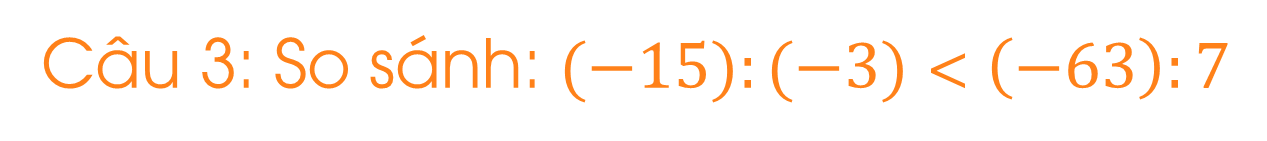 Câu 3: So sánh: (−15):(−3) < (−63):7